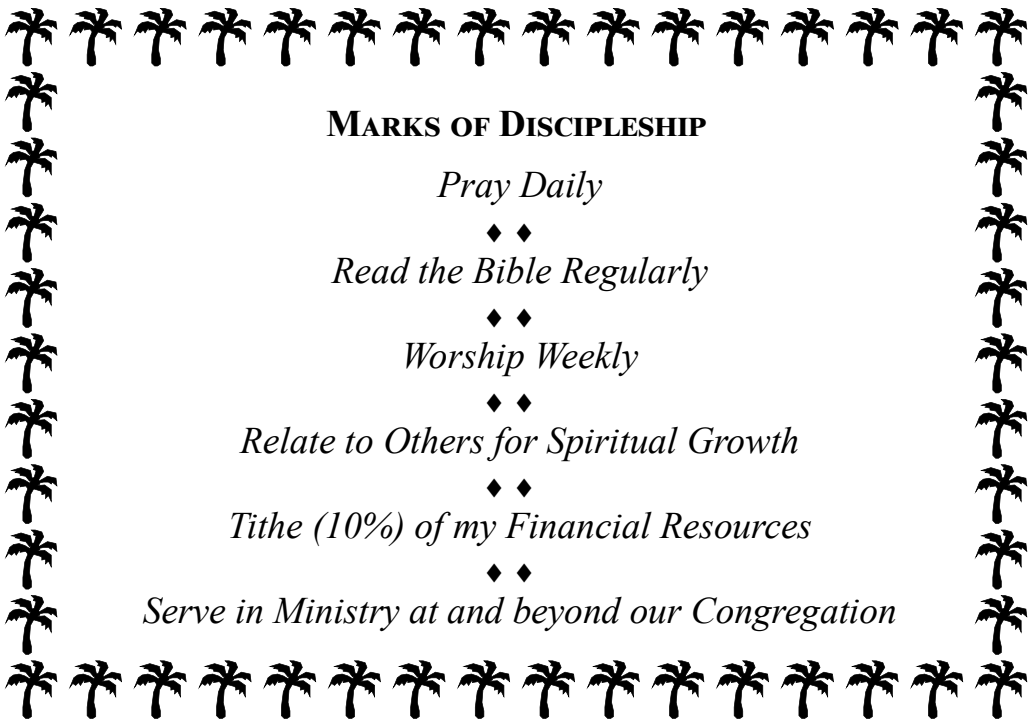 Marks of Discipleship
Pray Daily
♦ ♦
Read the Bible Regularly
♦ ♦
Worship Weekly
♦ ♦
Relate to Others for Spiritual Growth
♦ ♦
Tithe (10%) of my Financial Resources
♦ ♦
Serve in Ministry at and beyond our Congregation